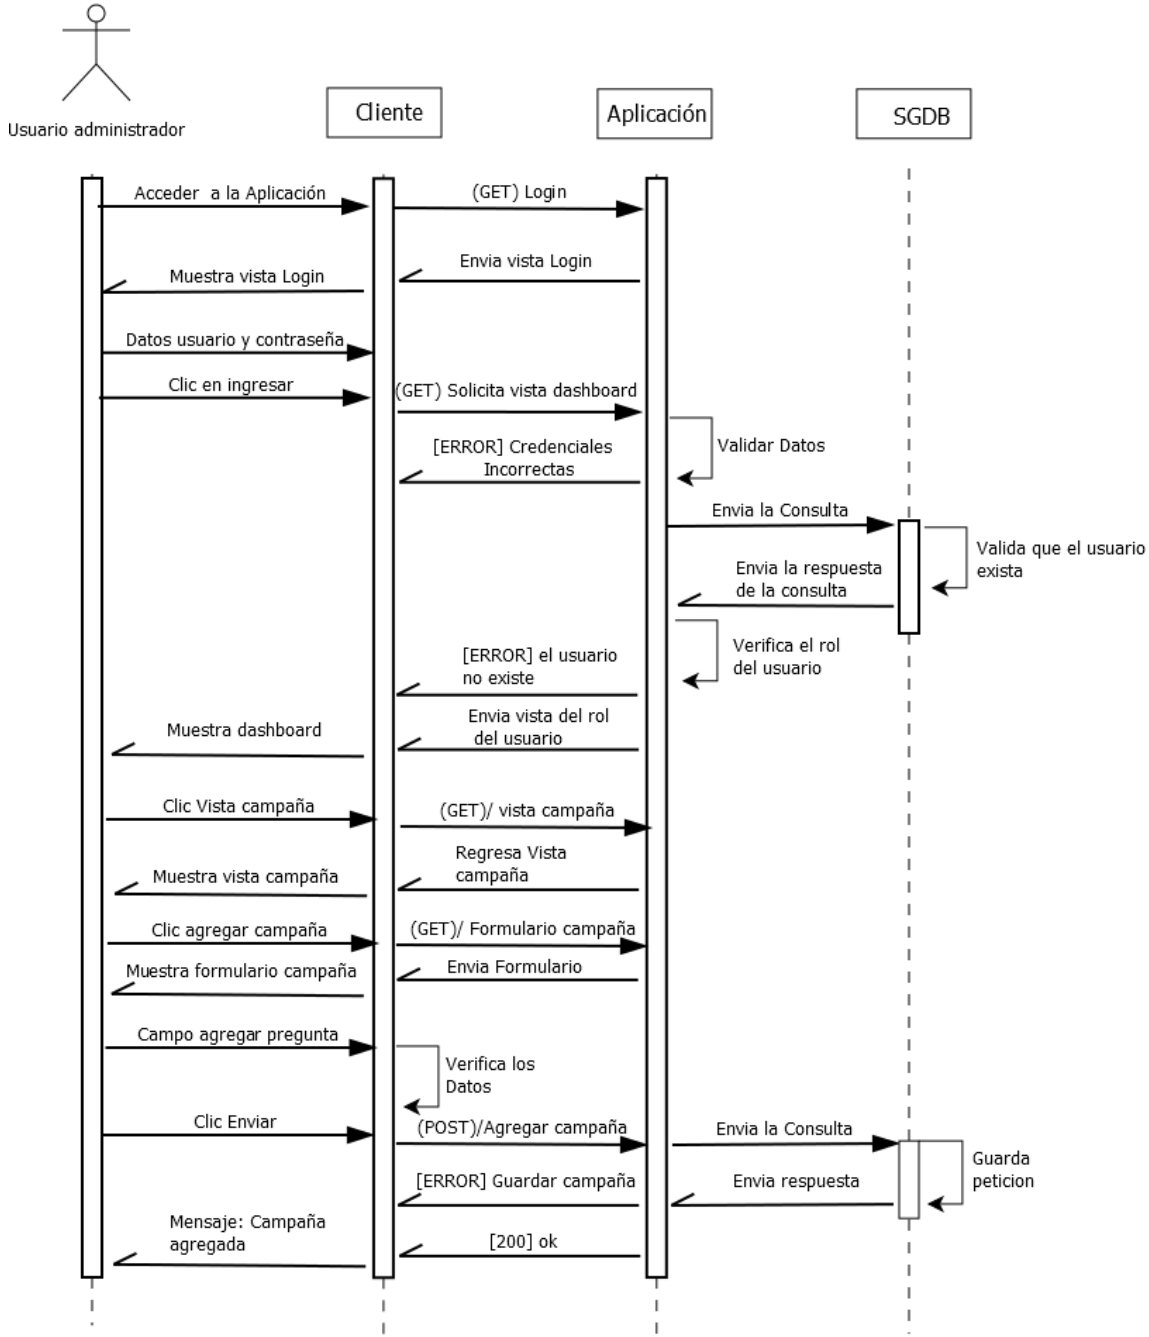 Usuario administrador
Cliente
Aplicación
SGDB
Acceder a la Aplicación
(GET) Login
Envia vista Login
Muestra vista Login
Datos usuario y contraseña
Clic en ingresar
(GET) Solicita vista dashboard
Validar Datos
[ERROR] Credenciales
Incorrectas
Envia la Consulta
Valida que el usuario
exista
Envia la respuesta
de la consulta
Verifica el rol
del usuario
[ERROR] el usuario
no existe
Envia vista del rol
del usuario
Muestra dashboard
Clic Vista campaña
(GET)/ vista campaña
Regresa Vista
campaña
Muestra vista campaña
Clic agregar campaña
(GET)/ Formulario campaña
Envia Formulario
Muestra formulario campaña
Campo agregar pregunta
Verifica los
Datos
Clic Enviar
(POST)/Agregar campaña
Envia la Consulta
Guarda
peticion
Envia respuesta
[ERROR] Guardar campaña
[200] ok
Mensaje: Campaña
agregada